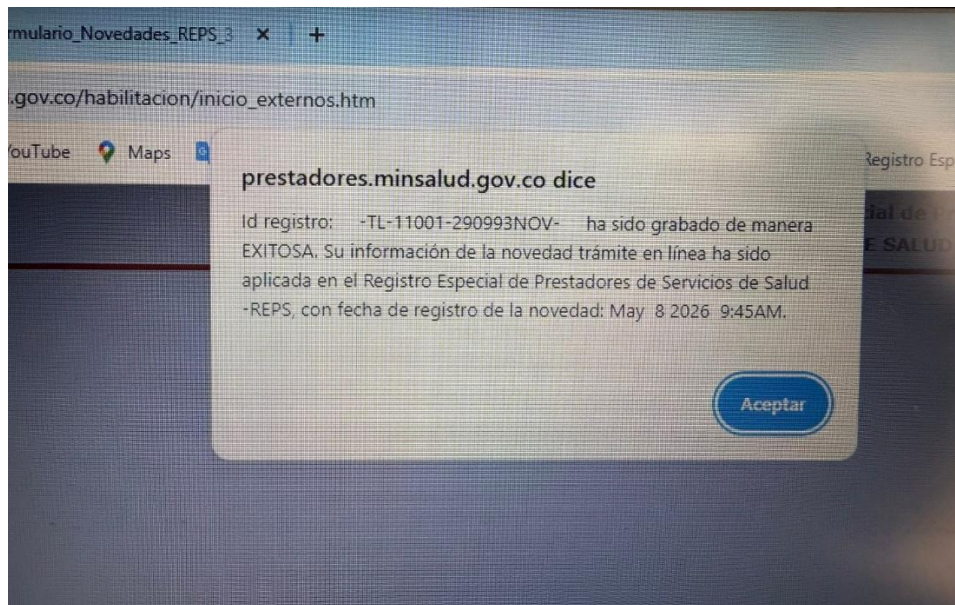 rmulario_Novedades_REPS_3
.gov.co/habilitacion/inicio_externos.htm
YouTube Maps
Registro Esp
prestadores.minsalud.gov.co dice
Id registro: -TL-11001-290993NOV- ha sido grabado de manera
EXITOSA. Su información de la novedad trámite en línea ha sido
aplicada en el Registro Especial de Prestadores de Servicios de Salud
-REPS, con fecha de registro de la novedad: May 8 2026 9:45AM.
Aceptar
ial de
E SALUD